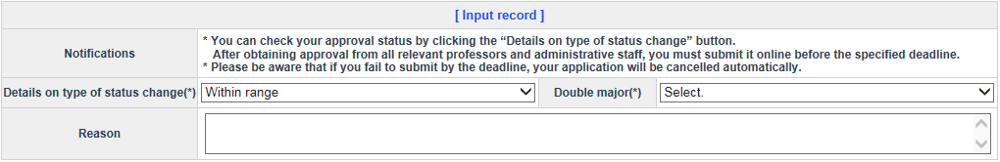 [ Input record ]
Notifications
* You can check your approval status by clicking the “Details on type of status change” button.
After obtaining approval from all relevant professors and administrative staff, you must submit it online before the specified deadline.
* Please be aware that if you fail to submit by the deadline, your application will be cancelled automatically.
Details on type of status change(*) Within range Double major(*) Select.
Reason